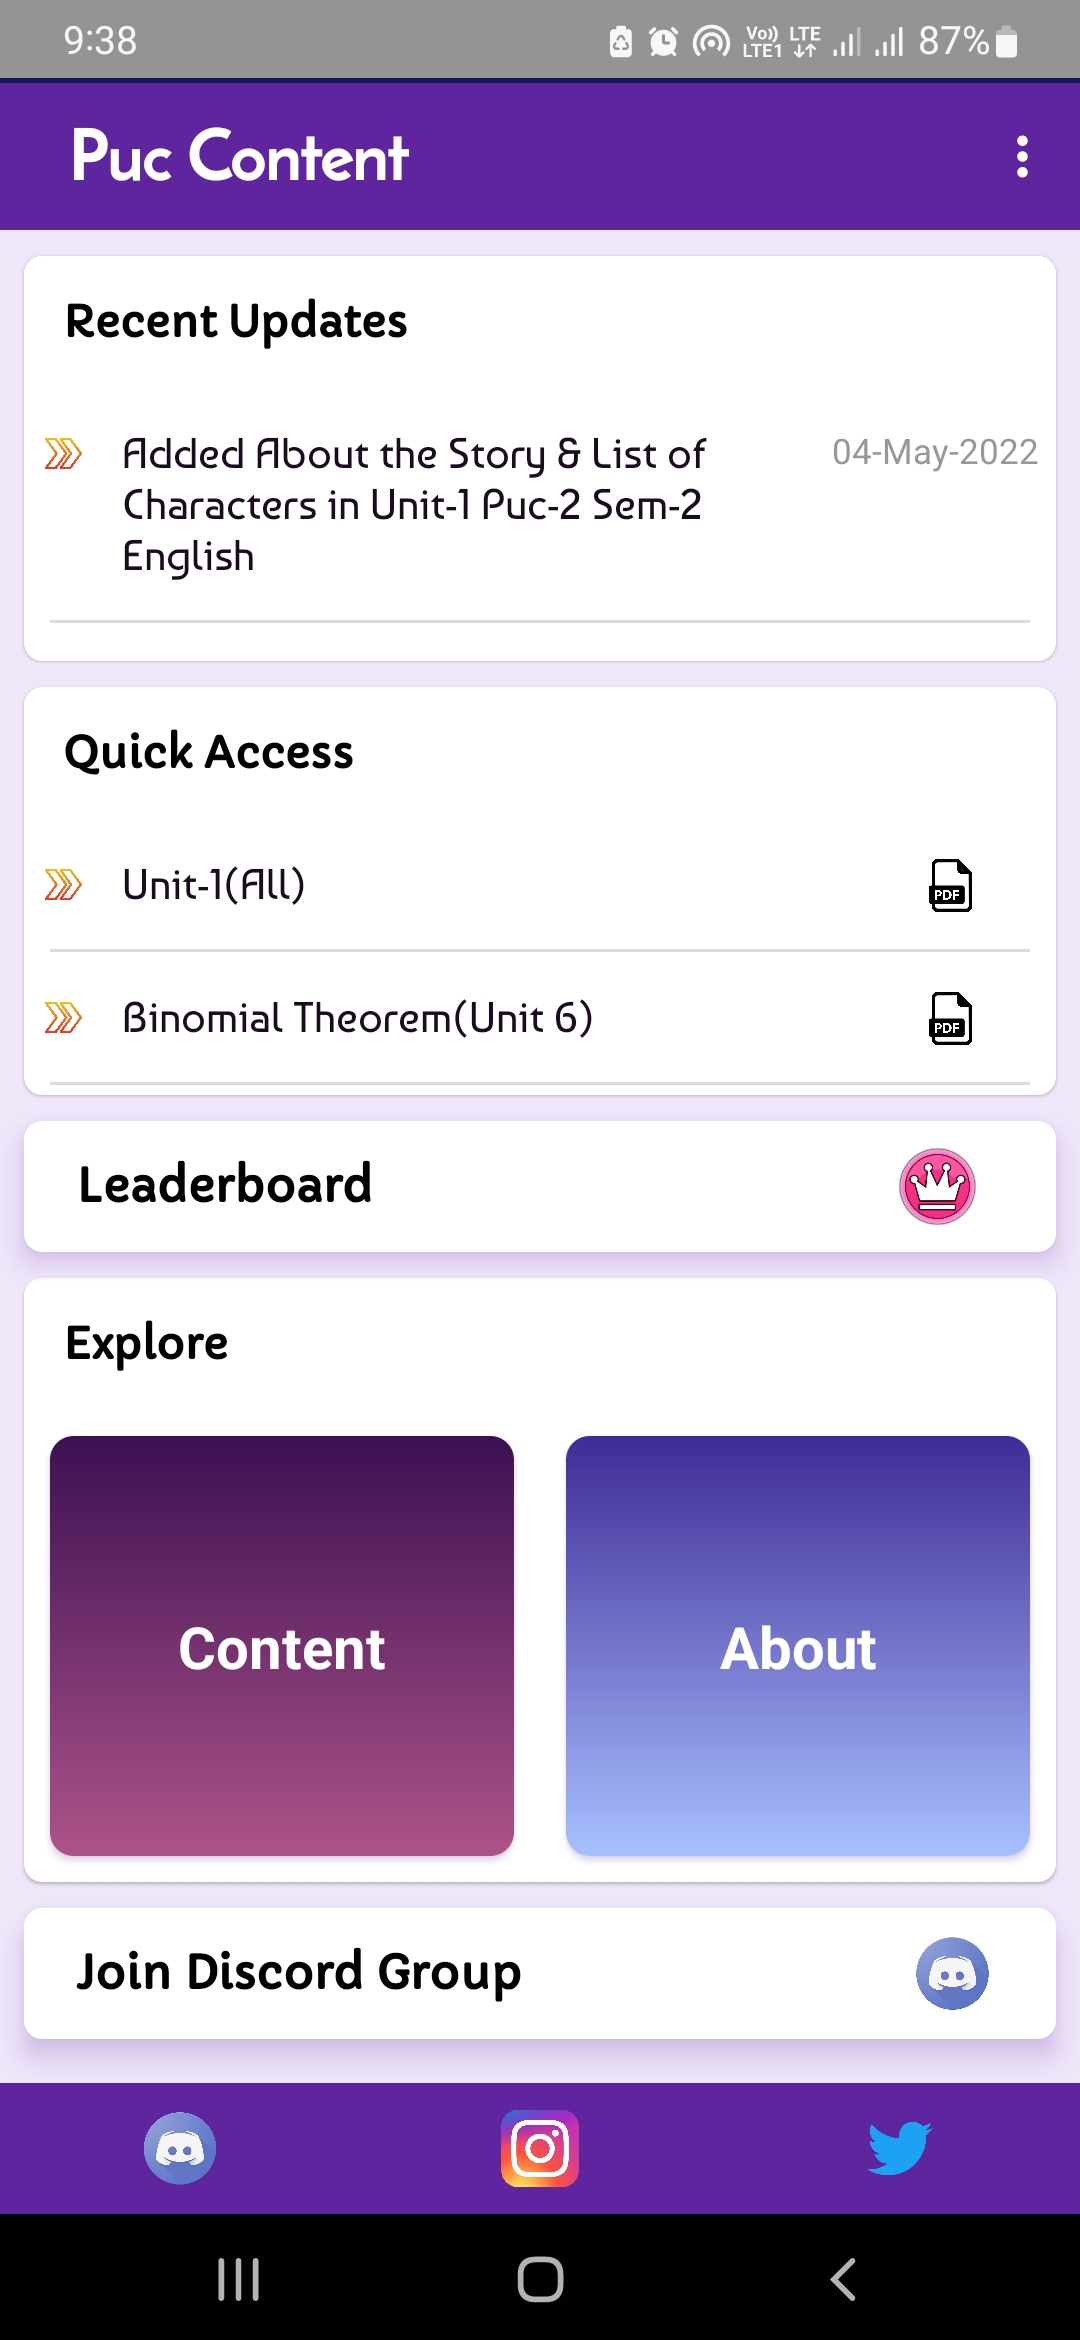 9:38
Vo)) LTE
LTE1
87%
Puc Content
Recent Updates
Added About the Story & List of
04-May-2022
Characters in Unit-1 Puc-2 Sem-2
English
Quick Access
Unit-1(All)
PDF
Binomial Theorem(Unit 6)
PDF
Leaderboard
Explore
Content
About
Join Discord Group